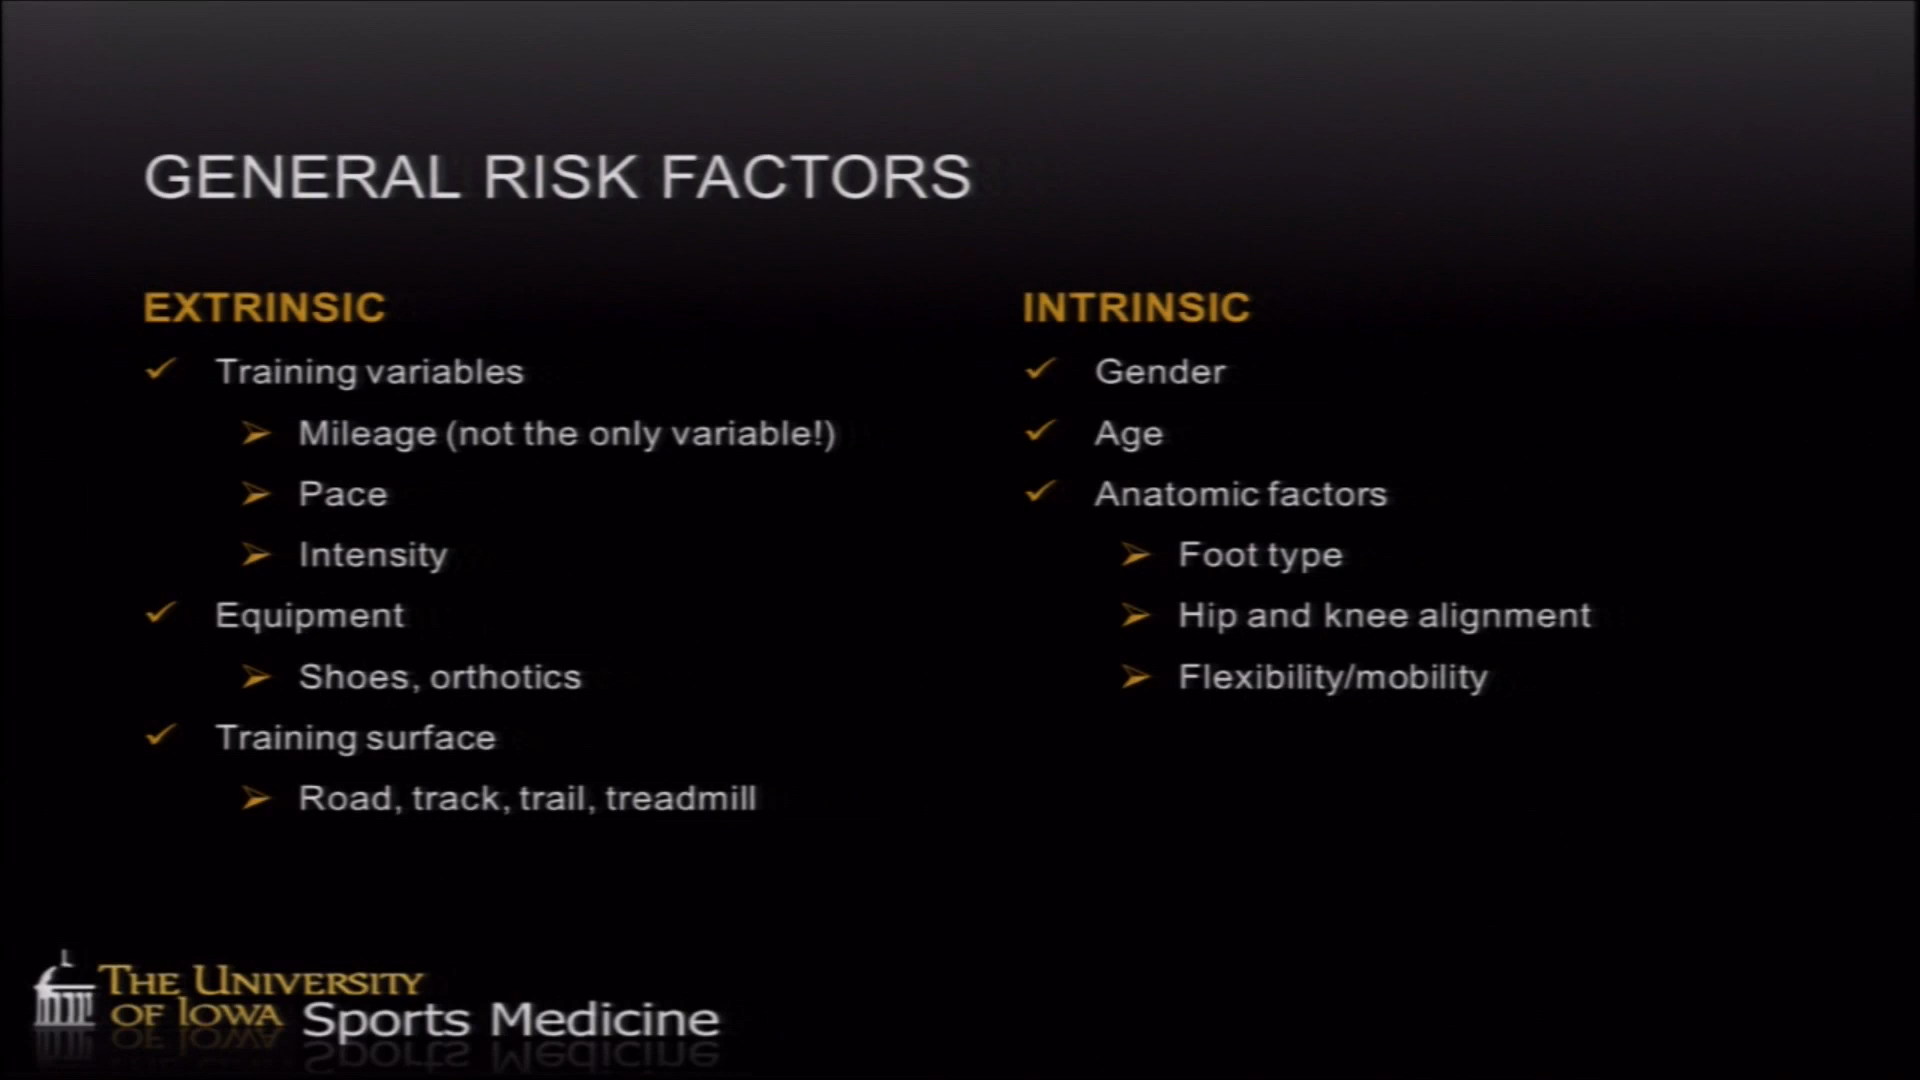 GENERAL RISK FACTORS
EXTRINSIC
Training variables
Mileage (not the only variable!)
Pace
Intensity
Equipment
Shoes, orthotics
Training surface
Road, track, trail, treadmill
INTRINSIC
Gender
Age
Anatomic factors
Foot type
Hip and knee alignment
Flexibility/mobility
THE UNIVERSITY
OF IOWA Sports Medicine